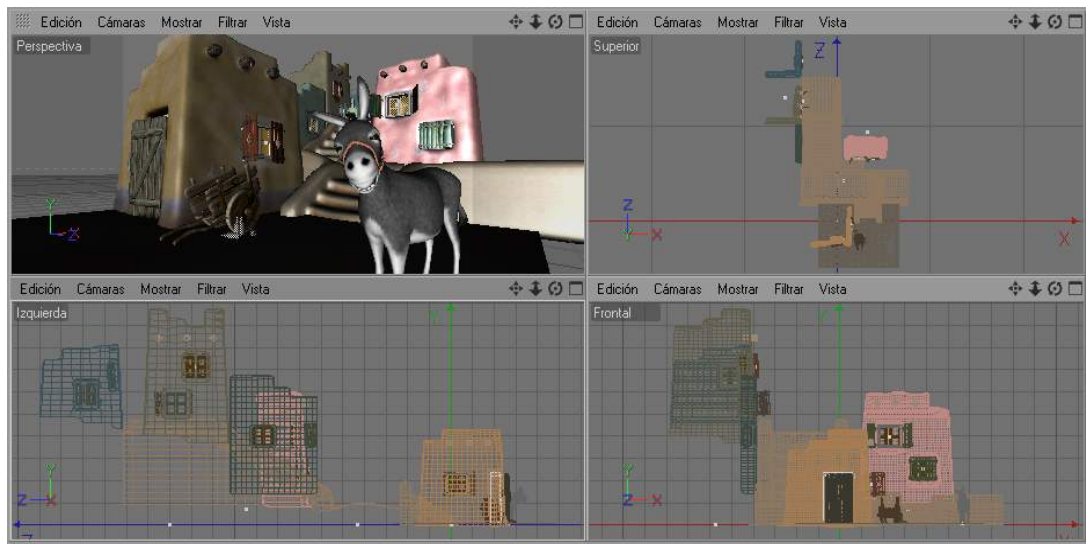 Edición Cámaras Mostrar Filtrar Vista
Perspectiva
Y
Z
Edición Cámaras Mostrar Filtrar Vista
Superior
Z
X
Z
Y X
Edición Cámaras Mostrar Filtrar Vista
Izquierda
Y
Z X
Z
Edición Cámaras Mostrar Filtrar Vista
Frontal
Y
Y
Z X
X